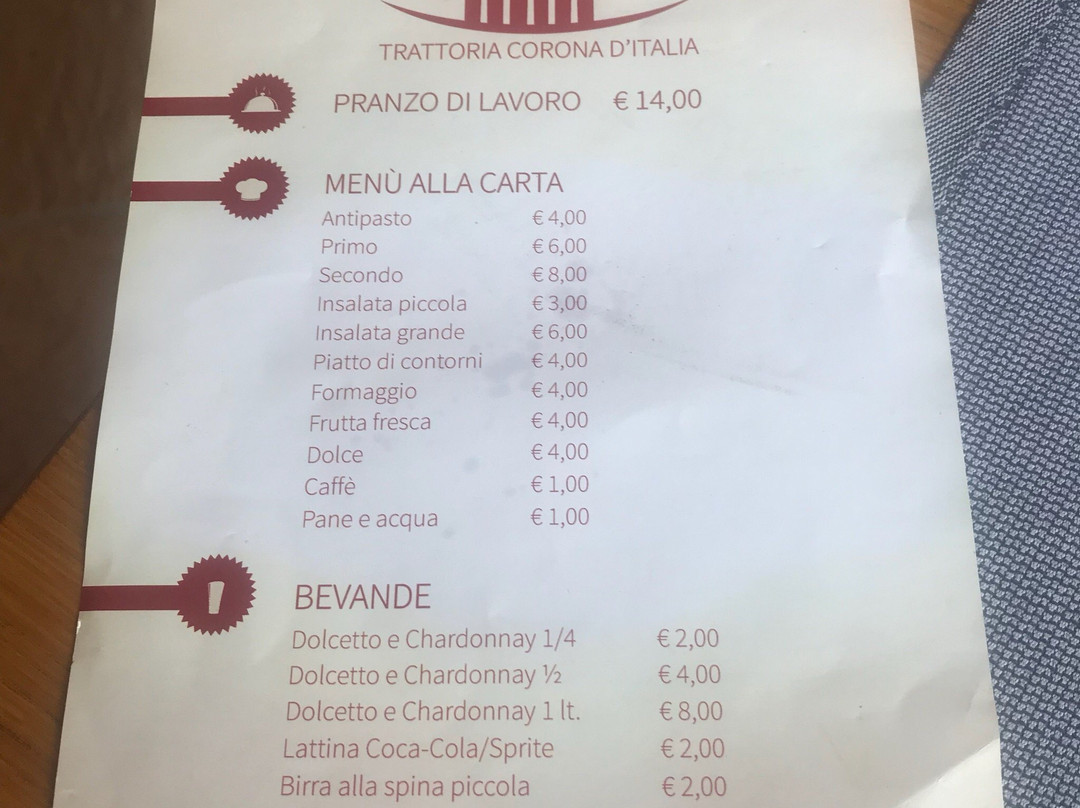 TRATTORIA CORONA D'ITALIA
PRANZO DI LAVORO € 14,00
MENÙ ALLA CARTA
Antipasto € 4,00
Primo € 6,00
Secondo € 8,00
Insalata piccola € 3,00
Insalata grande € 6,00
Piatto di contorni € 4,00
Formaggio € 4,00
Frutta fresca € 4,00
Dolce € 4,00
Caffè € 1,00
Pane e acqua € 1,00
BEVANDE
Dolcetto e Chardonnay 1/4 € 2,00
Dolcetto e Chardonnay ½ € 4,00
Dolcetto e Chardonnay 1 lt. € 8,00
Lattina Coca-Cola/Sprite € 2,00
Birra alla spina piccola € 2,00